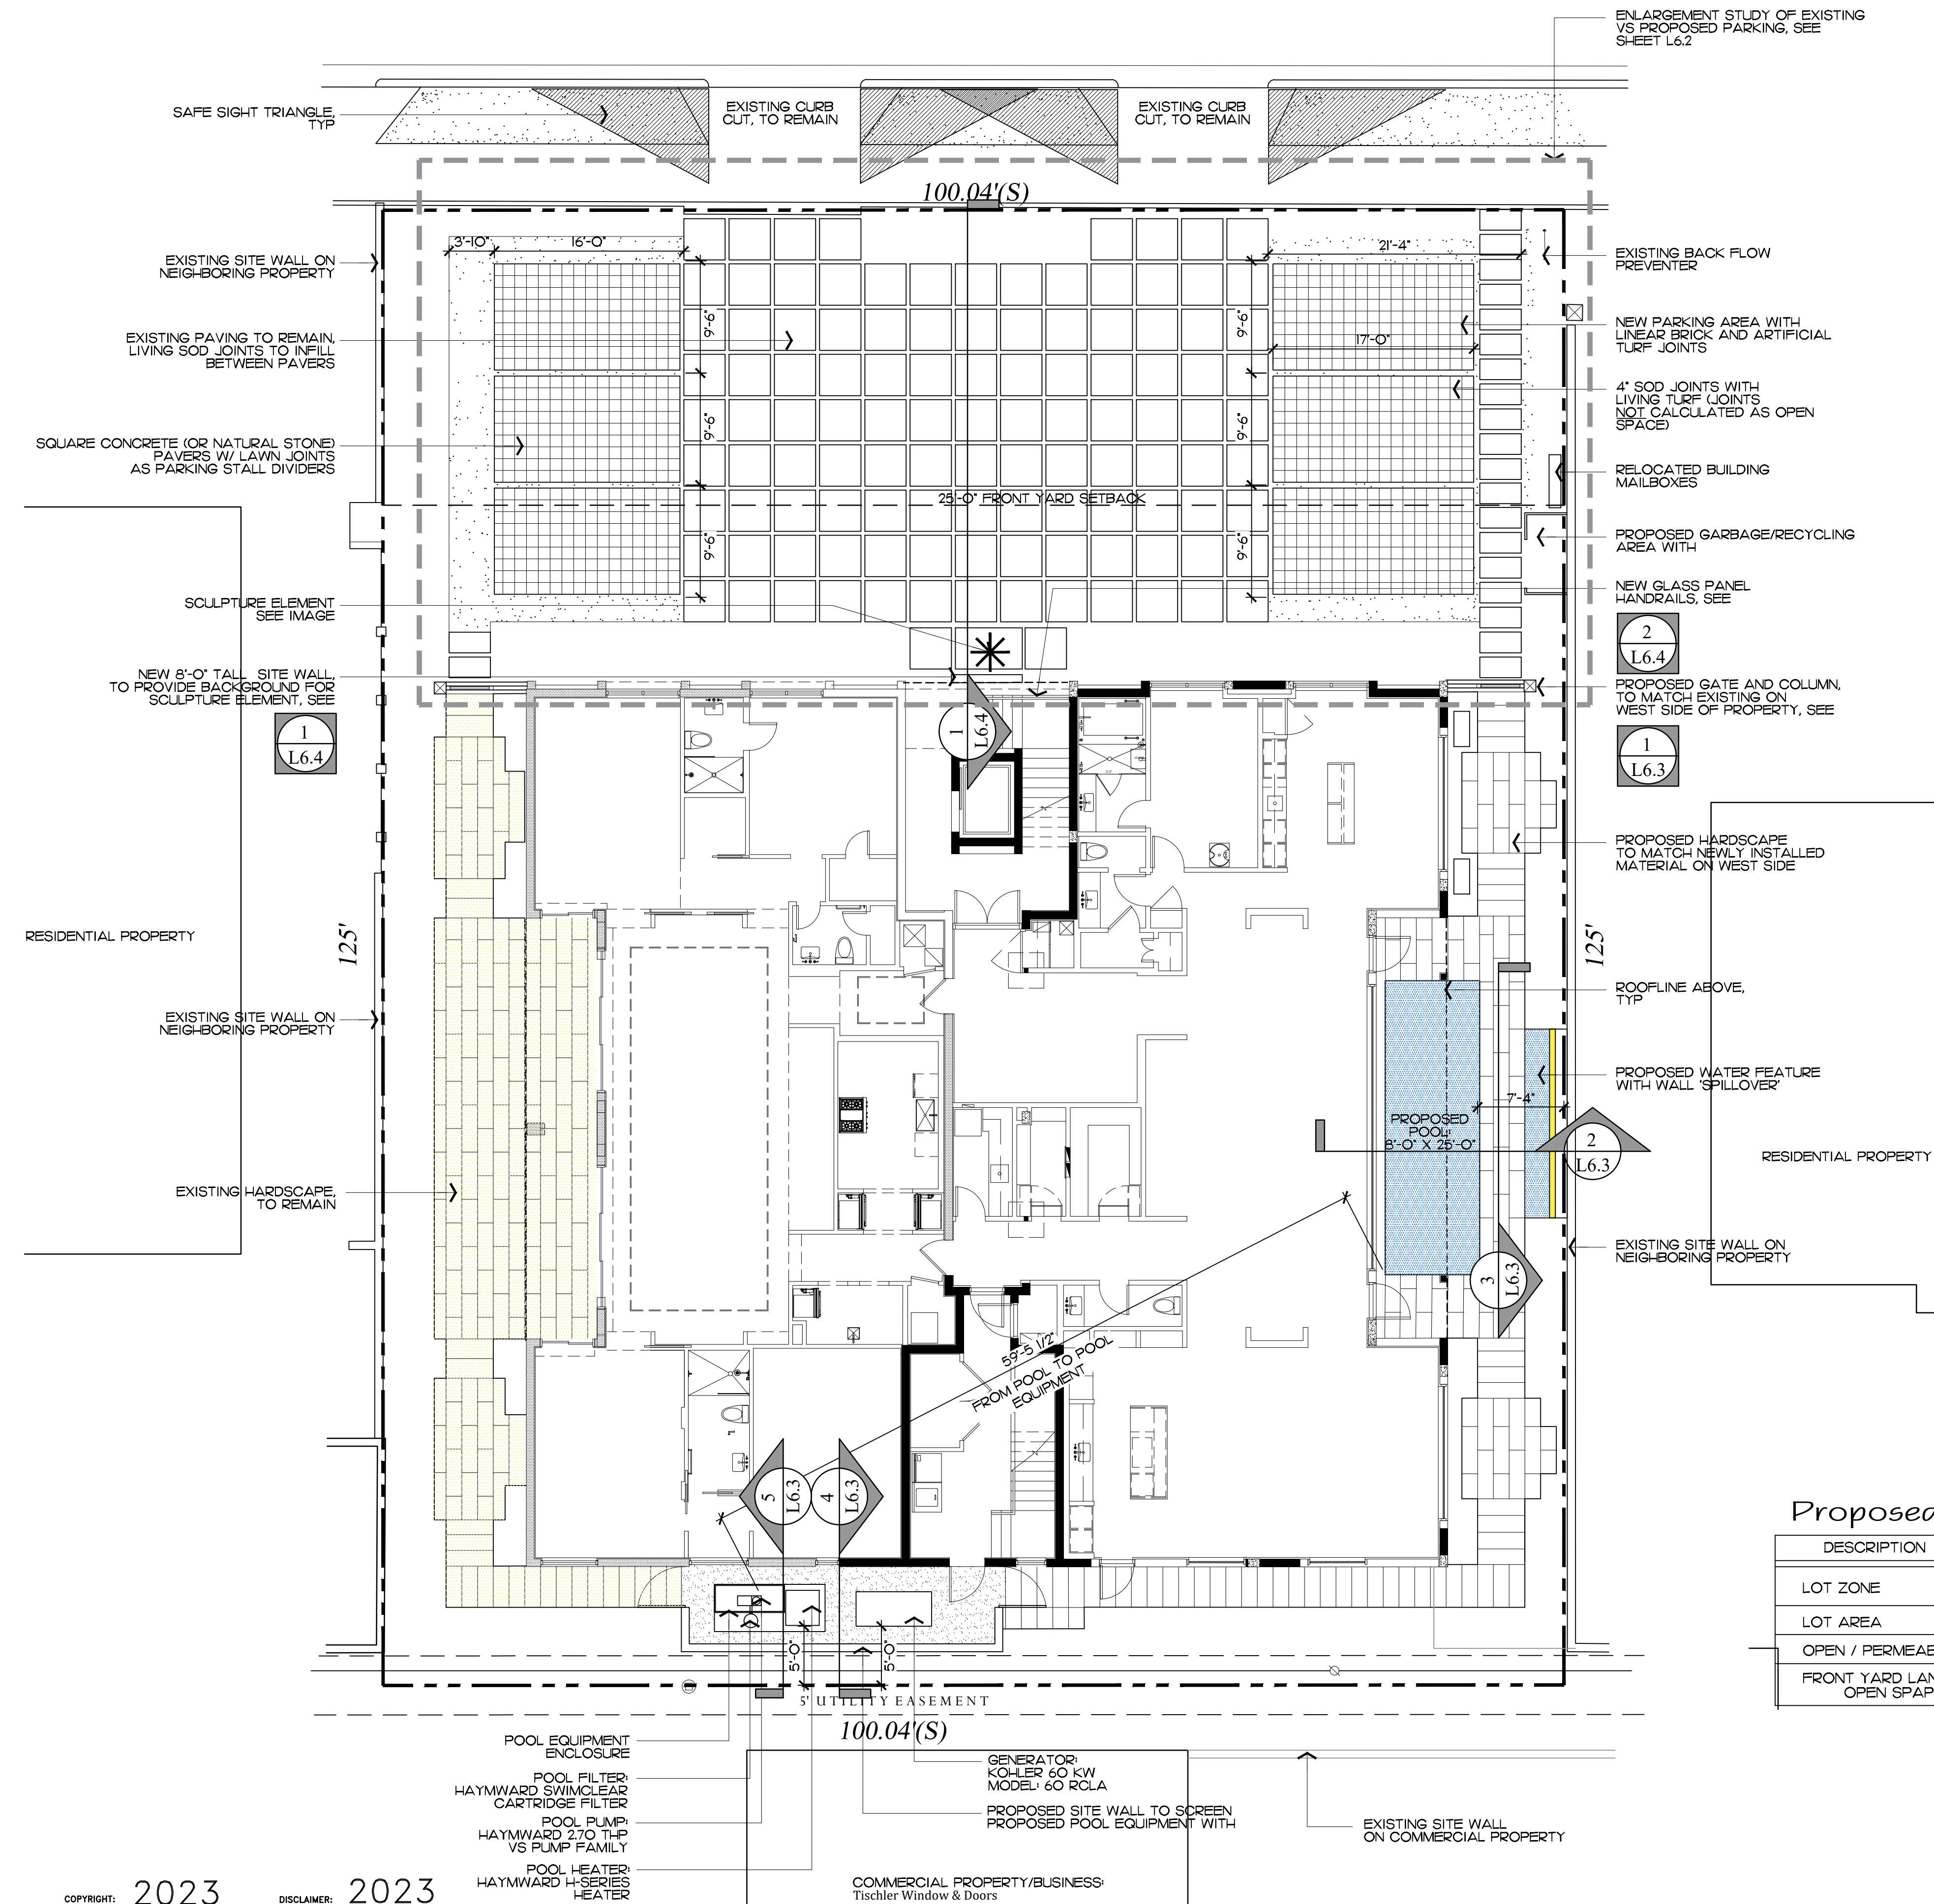 ENLARGEMENT STUDY OF EXISTING
VS PROPOSED PARKING, SEE
SHEET L6.2
SAFE SIGHT TRIANGLE,
TYP
EXISTING CURB
CUT, TO REMAIN
EXISTING CURB
CUT, TO REMAIN
100.04'(S)
3'-10"
16'-0"
21'-4"
EXISTING SITE WALL ON
NEIGHBORING PROPERTY
EXISTING BACK FLOW
PREVENTER
9'-6"
9'-6"
EXISTING PAVING TO REMAIN,
LIVING SOD JOINTS TO INFILL
BETWEEN PAVERS
17'-0"
NEW PARKING AREA WITH
LINEAR BRICK AND ARTIFICIAL
TURF JOINTS
4" SOD JOINTS WITH
LIVING TURF (JOINTS
NOT CALCULATED AS OPEN
SPACE)
9'-6"
9'-6"
SQUARE CONCRETE (OR NATURAL STONE)
PAVERS W/ LAWN JOINTS
AS PARKING STALL DIVIDERS
RELOCATED BUILDING
MAILBOXES
25'-0" FRONT YARD SETBACK
9'-6"
9'-6"
PROPOSED GARBAGE/RECYCLING
AREA WITH
SCULPTURE ELEMENT
SEE IMAGE
NEW GLASS PANEL
HANDRAILS, SEE
2
L6.4
NEW 8'-0" TALL SITE WALL,
TO PROVIDE BACKGROUND FOR
SCULPTURE ELEMENT, SEE
1
L6.4
1
L6.4
PROPOSED GATE AND COLUMN,
TO MATCH EXISTING ON
WEST SIDE OF PROPERTY, SEE
1
L6.3
PROPOSED HARDSCAPE
TO MATCH NEWLY INSTALLED
MATERIAL ON WEST SIDE
RESIDENTIAL PROPERTY
125'
125'
ROOFLINE ABOVE,
TYP
EXISTING SITE WALL ON
NEIGHBORING PROPERTY
PROPOSED WATER FEATURE
WITH WALL 'SPILLOVER'
7'-4"
PROPOSED
POOL:
8'-0" X 25'-0"
2
L6.3
RESIDENTIAL PROPERTY
EXISTING HARDSCAPE,
TO REMAIN
EXISTING SITE WALL ON
NEIGHBORING PROPERTY
3
L6.3
59'-5 1/2"
FROM POOL TO POOL
EQUIPMENT
5
L6.3
4
L6.3
Proposed
DESCRIPTION
LOT ZONE
LOT AREA
OPEN / PERMEAB
FRONT YARD LAN
OPEN SPAP
5'-0"
5'-0"
5' UTILITY EASEMENT
100.04'(S)
POOL EQUIPMENT
ENCLOSURE
POOL FILTER:
HAYMWARD SWIMCLEAR
CARTRIDGE FILTER
POOL PUMP:
HAYMWARD 2.70 THP
VS PUMP FAMILY
POOL HEATER:
HAYMWARD H-SERIES
HEATER
GENERATOR:
KOHLER 60 KW
MODEL: 60 RCLA
PROPOSED SITE WALL TO SCREEN
PROPOSED POOL EQUIPMENT WITH
EXISTING SITE WALL
ON COMMERCIAL PROPERTY
COMMERCIAL PROPERTY/BUSINESS:
Tischler Window & Doors
COPYRIGHT: 2023
DISCLAIMER: 2023